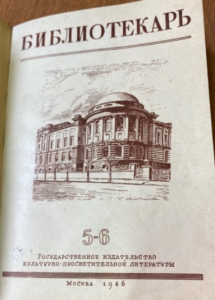 БИБЛИОТЕКАРЬ
5-6
Государственное издательство
культурно-просветительной литературы
Москва 1946